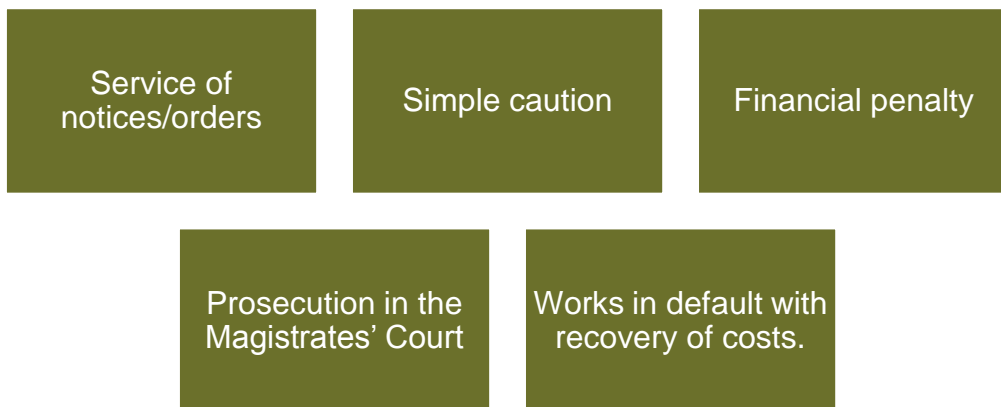 Service of
notices/orders
Simple caution
Financial penalty
Prosecution in the
Magistrates’ Court
Works in default with
recovery of costs.